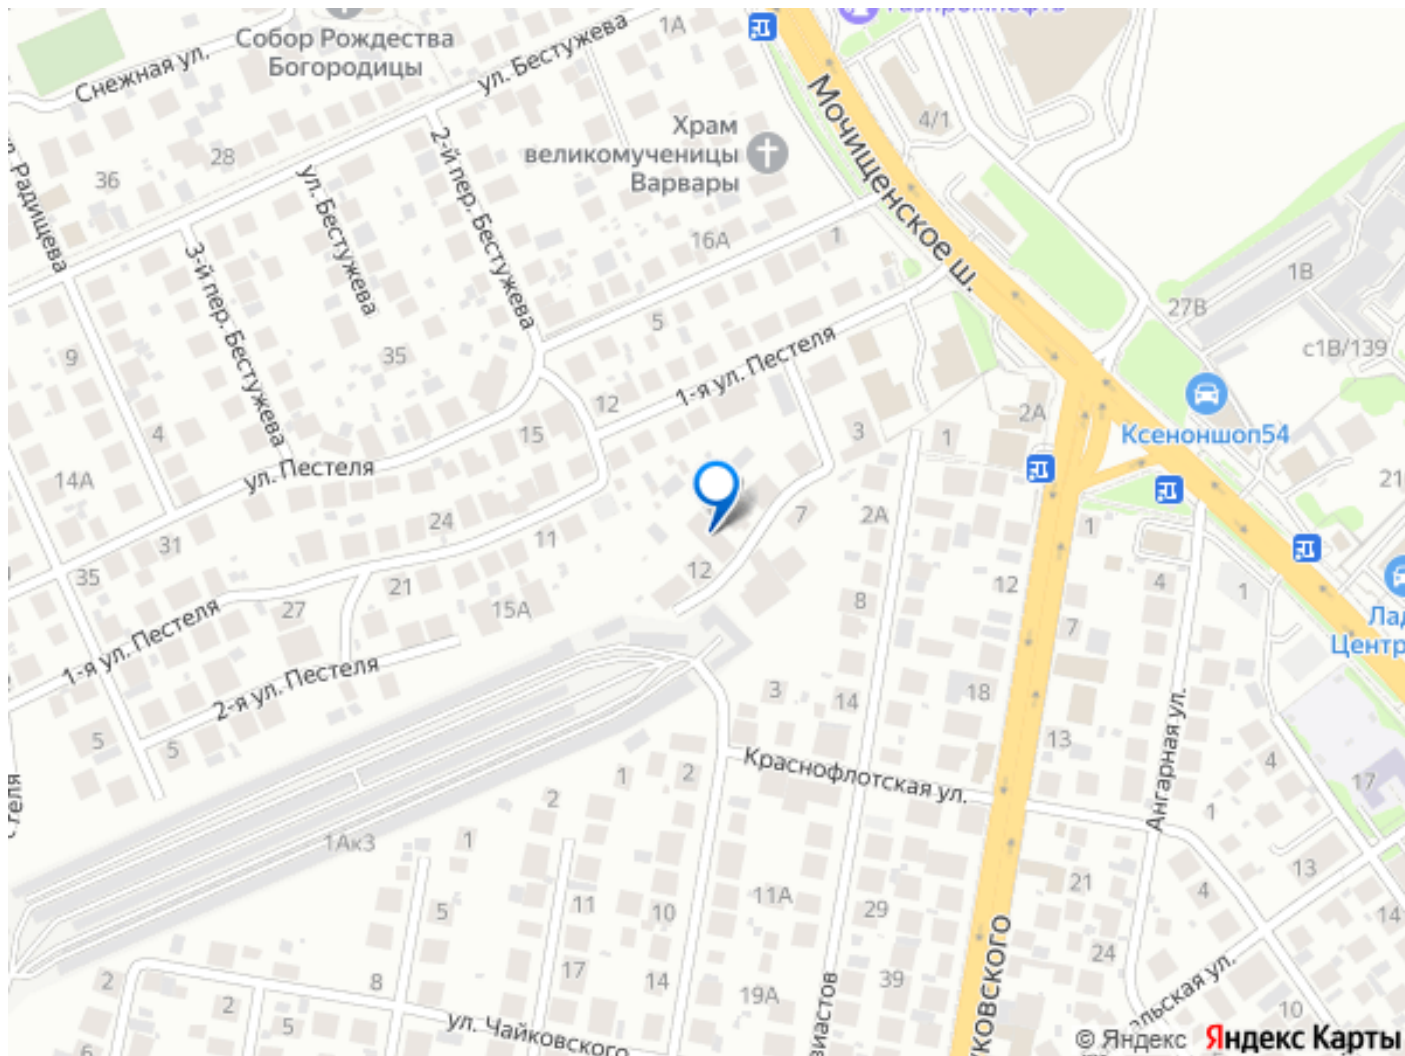 Газпромнефть
1А
Собор Рождества
Богородицы
ул. Бестужева
Снежная ул.
Мочищенское ш.
4/1
Храм
великомученицы
Варвары
2-й пер. Бестужева
28
36
ул. Бестужева
Радищева
3-й пер. Бестужева
16А
1
1В
27В
с1В/139
5
35
9
1-я ул. Пестеля
12
2А
Ксеноншоп54
15
4
3
1
14А
ул. Пестеля
21
24
7
2А
1
31
11
35
12
21
12
4
1
8
15А
27
7
Лад
Центр
1-я ул. Пестеля
2-я ул. Пестеля
3
14
18
5
5
13
Ангарная ул.
Краснофлотская ул.
4
17
1
2
2
1
1Ак3
1
13
21
4
11А
5
11
10
29
14
24
17
39
8
2
2
14
19А
10
5
6
ул. Чайковского
© Яндекс Яндекс Карты